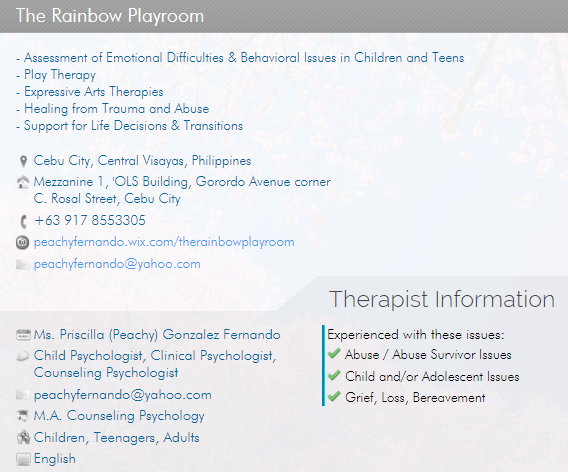 The Rainbow Playroom
- Assessment of Emotional Difficulties & Behavioral Issues in Children and Teens
- Play Therapy
- Expressive Arts Therapies
- Healing from Trauma and Abuse
- Support for Life Decisions & Transitions
Cebu City, Central Visayas, Philippines
Mezzanine 1, 'OLS Building, Gorordo Avenue corner
C. Rosal Street, Cebu City
+63 917 8553305
peachyfernando.wix.com/therainbowplayroom
peachyfernando@yahoo.com
Therapist Information
Ms. Priscilla (Peachy) Gonzalez Fernando
Child Psychologist, Clinical Psychologist,
Counseling Psychologist
peachyfernando@yahoo.com
M.A. Counseling Psychology
Children, Teenagers, Adults
English
Experienced with these issues:
Abuse / Abuse Survivor Issues
Child and/or Adolescent Issues
Grief, Loss, Bereavement